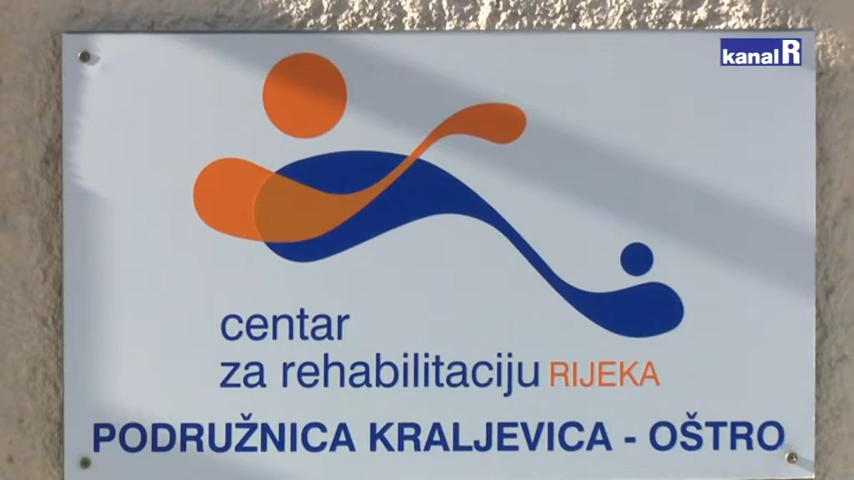 kanal R
centar
za rehabilitaciju RIJEKA
PODRUŽNICA KRALJEVICA - OŠTRO